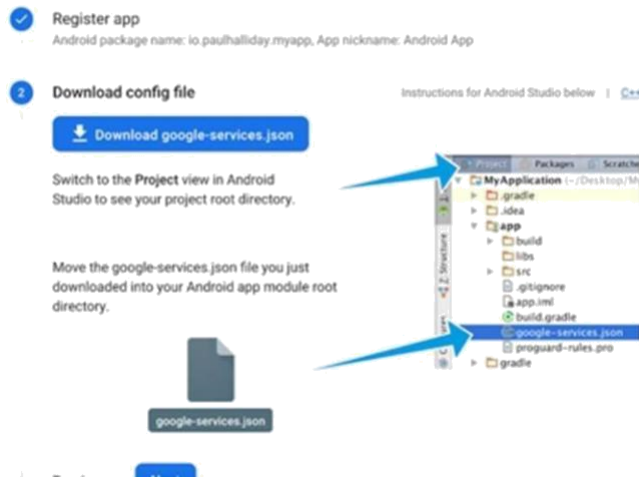 Register app
Android package name: io.paulhalliday.myapp, App nickname: Android App
2
Download config file
Instructions for Android Studio below | C++
Download google-services.json
Switch to the Project view in Android
Studio to see your project root directory.
Move the google-services.json file you just
downloaded into your Android app module root
directory.
google-services.json
Project Packages Scratche
MyApplication (~/Desktop/My
.gradle
.idea
app
build
libs
src
.gitignore
app.iml
build.gradle
google-services.json
proguard-rules.pro
gradle
Z: Structure